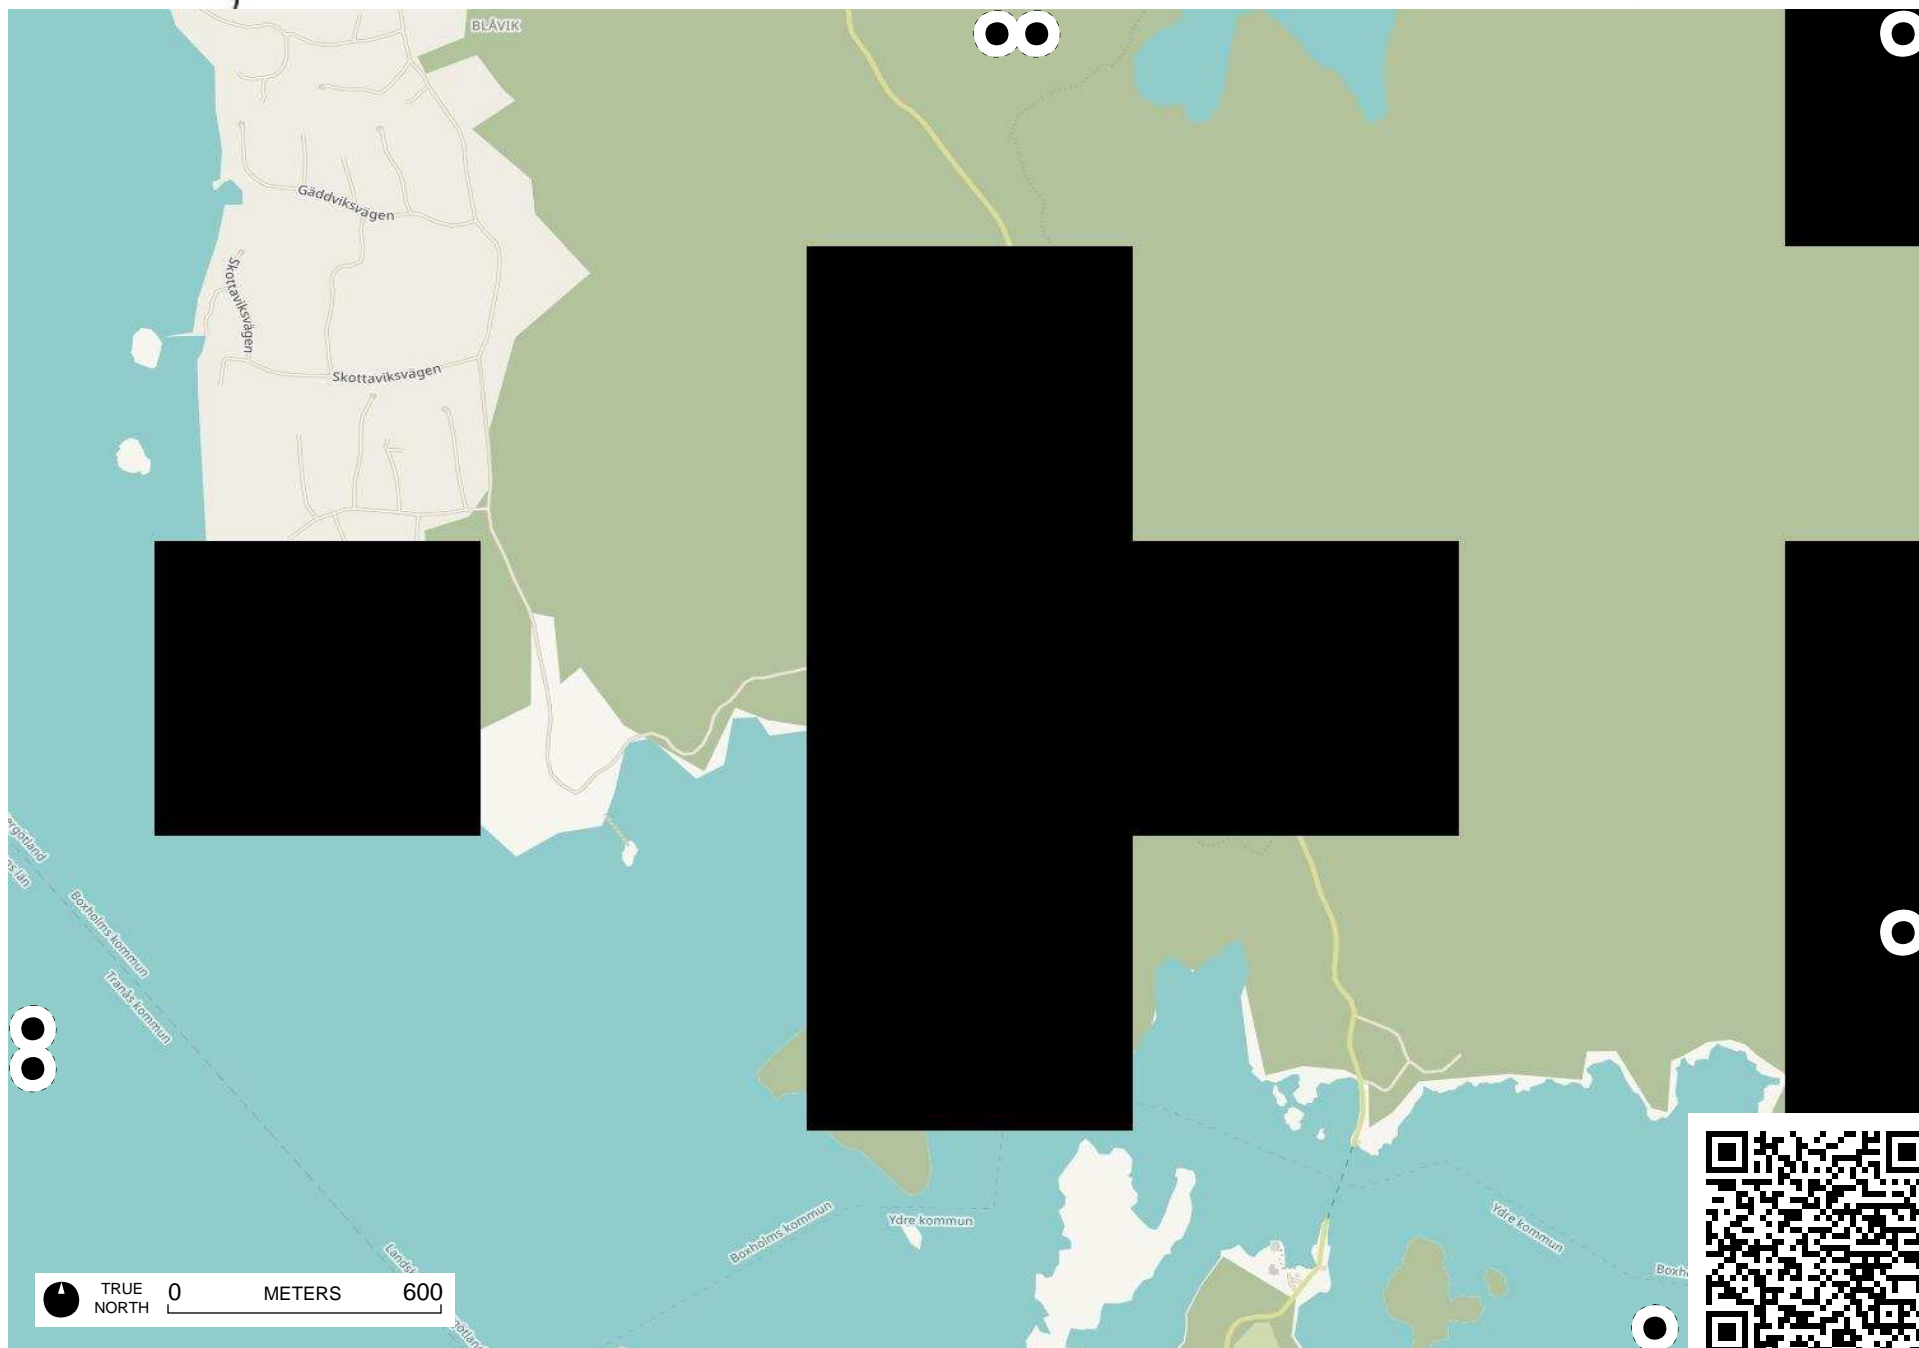 BLÅVIK
Gäddviksvägen
Skottaviksvägen
Skottaviksvägen
Boxholms kommun
Tranås kommun
Boxholms kommun
Ydre kommun
Ydre kommun
TRUE
NORTH
0 METERS 600